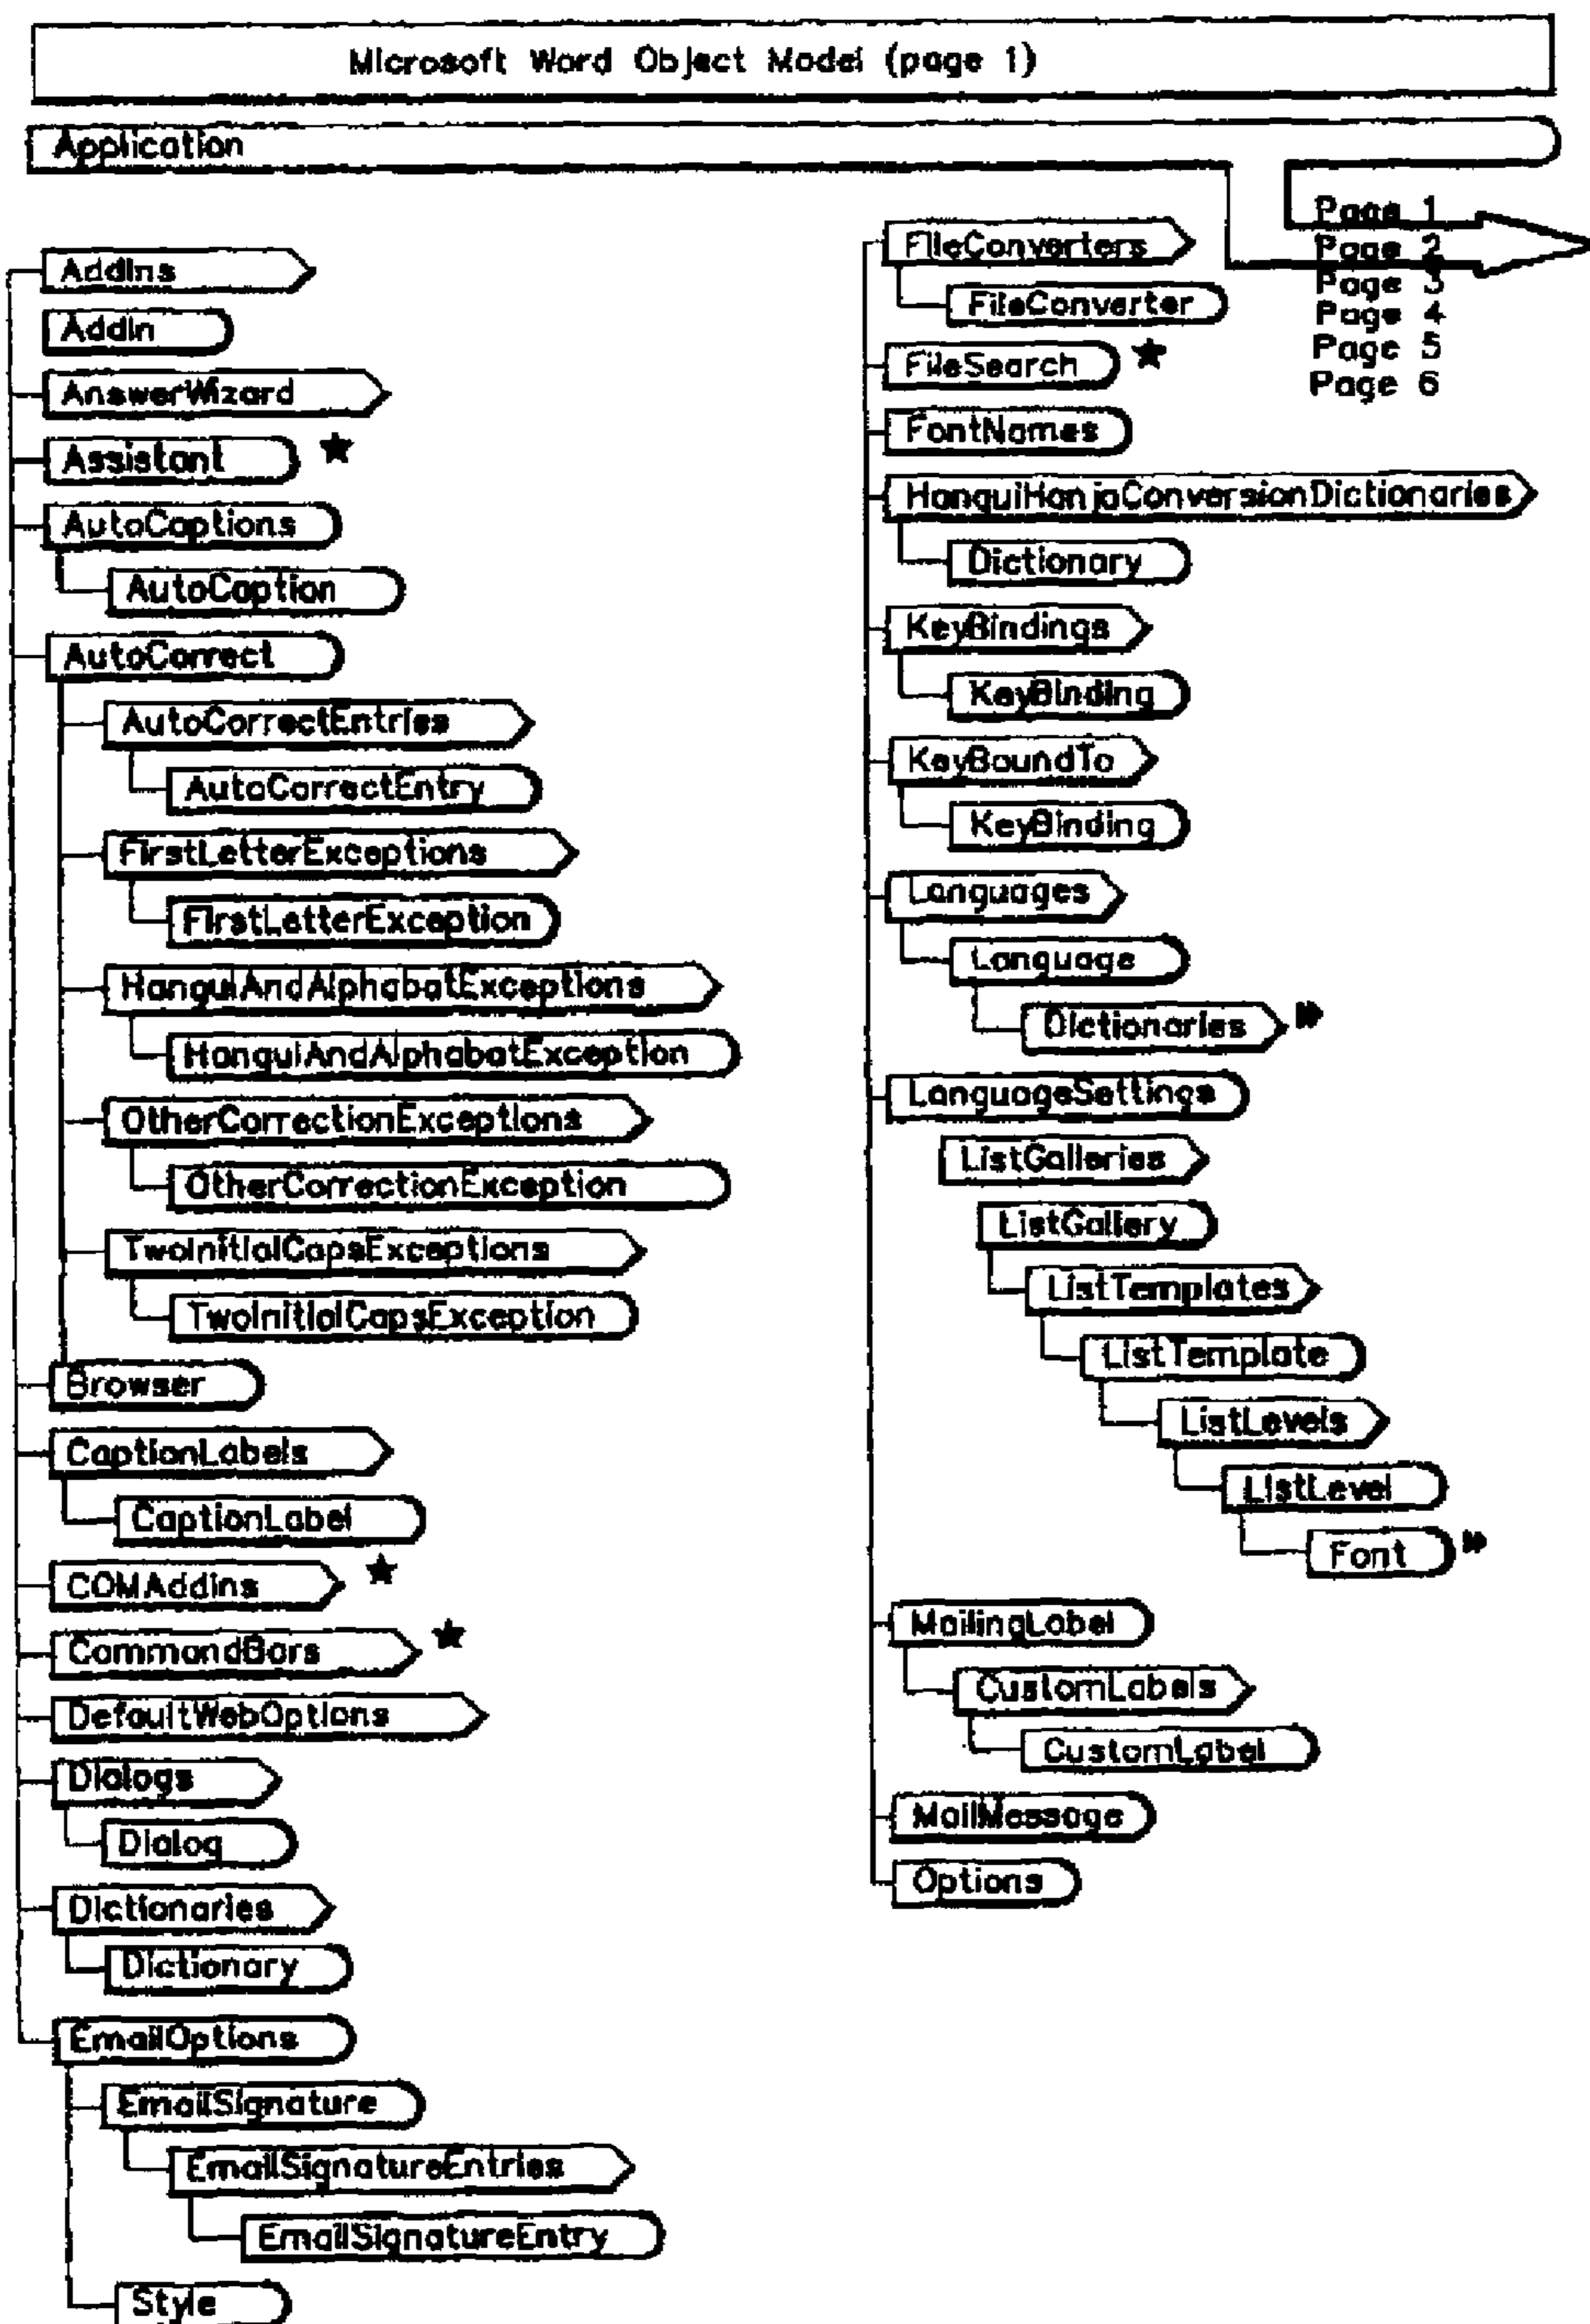 Microsoft Word Object Model (page 1)
Application
AddIns
AddIn
AnswerWizard
Assistant
AutoCaptions
AutoCaption
AutoCorrect
AutoCorrectEntries
AutoCorrectEntry
FirstLetterExceptions
FirstLetterException
HangulAndAlphabatExceptions
HangulAndAlphabatException
OtherCorrectionExceptions
OtherCorrectionException
TwoInitialCapsExceptions
TwoInitialCapsException
Browser
CaptionLabels
CaptionLabel
COMAddins
CommandBars
DefaultWebOptions
Dialogs
Dialog
Dictionaries
Dictionary
EmailOptions
EmailSignature
EmailSignatureEntries
EmailSignatureEntry
Style
FileConverters
FileConverter
FileSearch
FontNames
HanguiHanjaConversionDictionaries
Dictionary
KeyBindings
KeyBinding
KeyBoundTo
KeyBinding
Languages
Language
Dictionaries
LanguageSettings
ListGalleries
ListGallery
ListTemplates
ListTemplate
ListLevels
ListLevel
Font
MailingLabel
CustomLabels
CustomLabel
MailMessage
Options
Page 1
Page 2
Page 3
Page 4
Page 5
Page 6